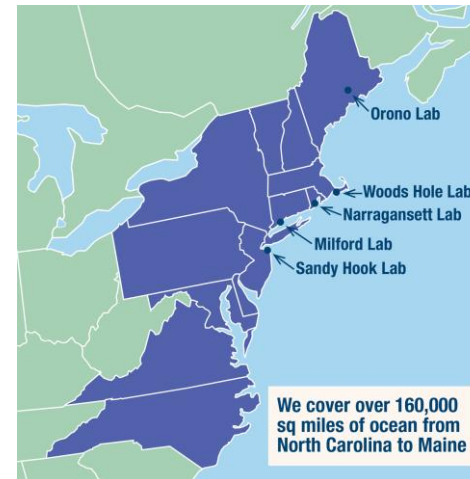 Orono Lab
Woods Hole Lab
Narragansett Lab
Milford Lab
Sandy Hook Lab
We cover over 160,000
sq miles of ocean from
North Carolina to Maine